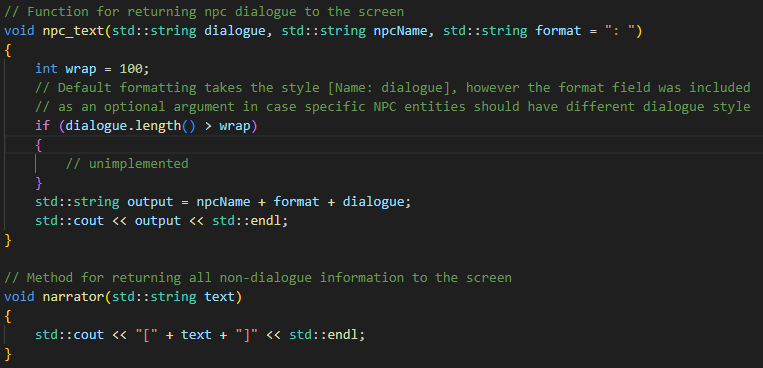 // Function for returning npc dialogue to the screen
void npc_text(std::string dialogue, std::string npcName, std::string format = ": ")
{
    int wrap = 100;
    // Default formatting takes the style [Name: dialogue], however the format field was included
    // as an optional argument in case specific NPC entities should have different dialogue style
    if (dialogue.length() > wrap)
    {
        // unimplemented
    }
    std::string output = npcName + format + dialogue;
    std::cout << output << std::endl;
}

// Method for returning all non-dialogue information to the screen
void narrator(std::string text)
{
    std::cout << "[" + text + "]" << std::endl;
}